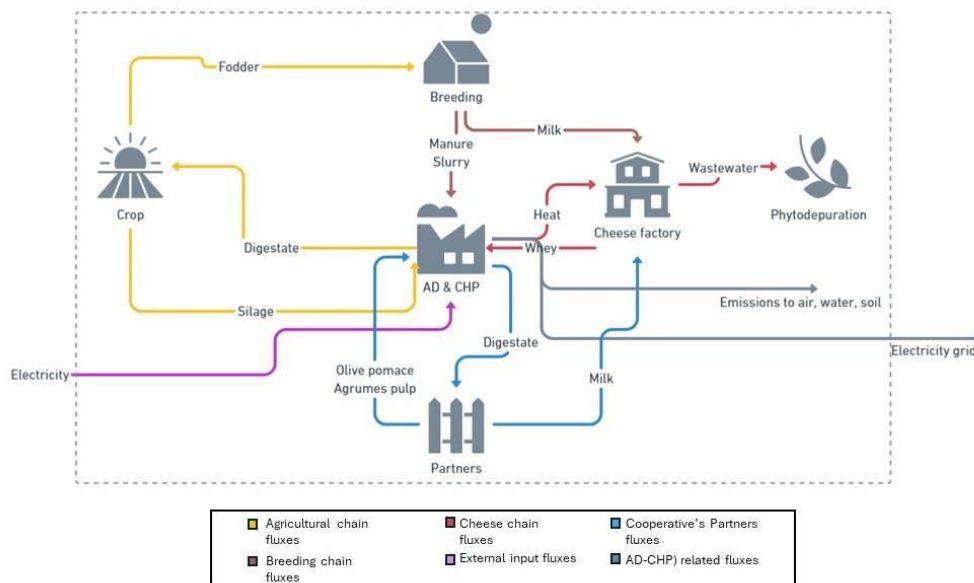 Fodder
Breeding
Milk
Manure
Slurry
Wastewater
Crop
Heat
Cheese factory
Phytodepuration
Digestate
Whey
AD & CHP
Emissions to air, water, soil
Silage
Digestate
Electricity grid
Electricity
Olive pomace
Agrumes pulp
Milk
Partners
Agricultural chain
fluxes
Cheese chain
fluxes
Cooperative's Partners
fluxes
Breeding chain
fluxes
External input fluxes
AD-CHP) related fluxes